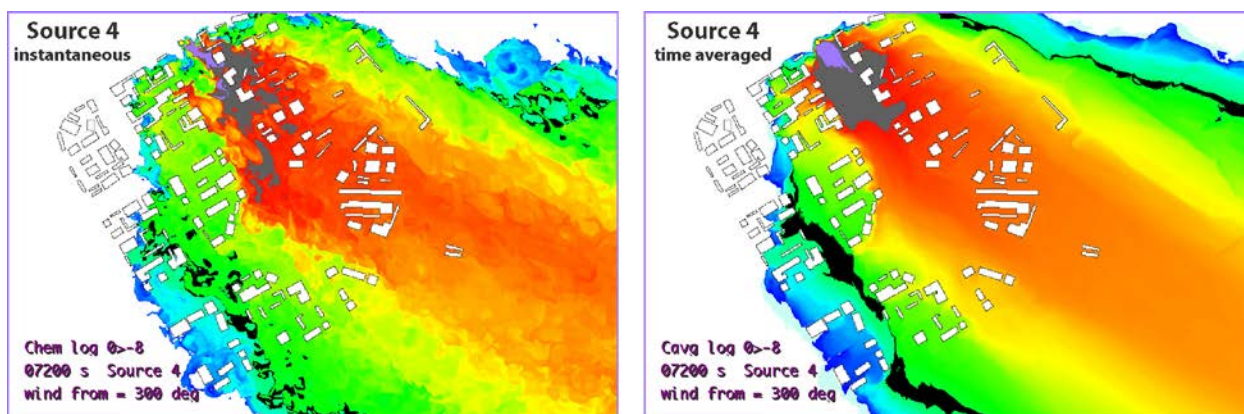 Source 4
instantaneous
Chem log 0>-8
07200 s Source 4
wind from = 300 deg
Source 4
time averaged
Cavg log 0>-8
07200 s Source 4
wind from = 300 deg